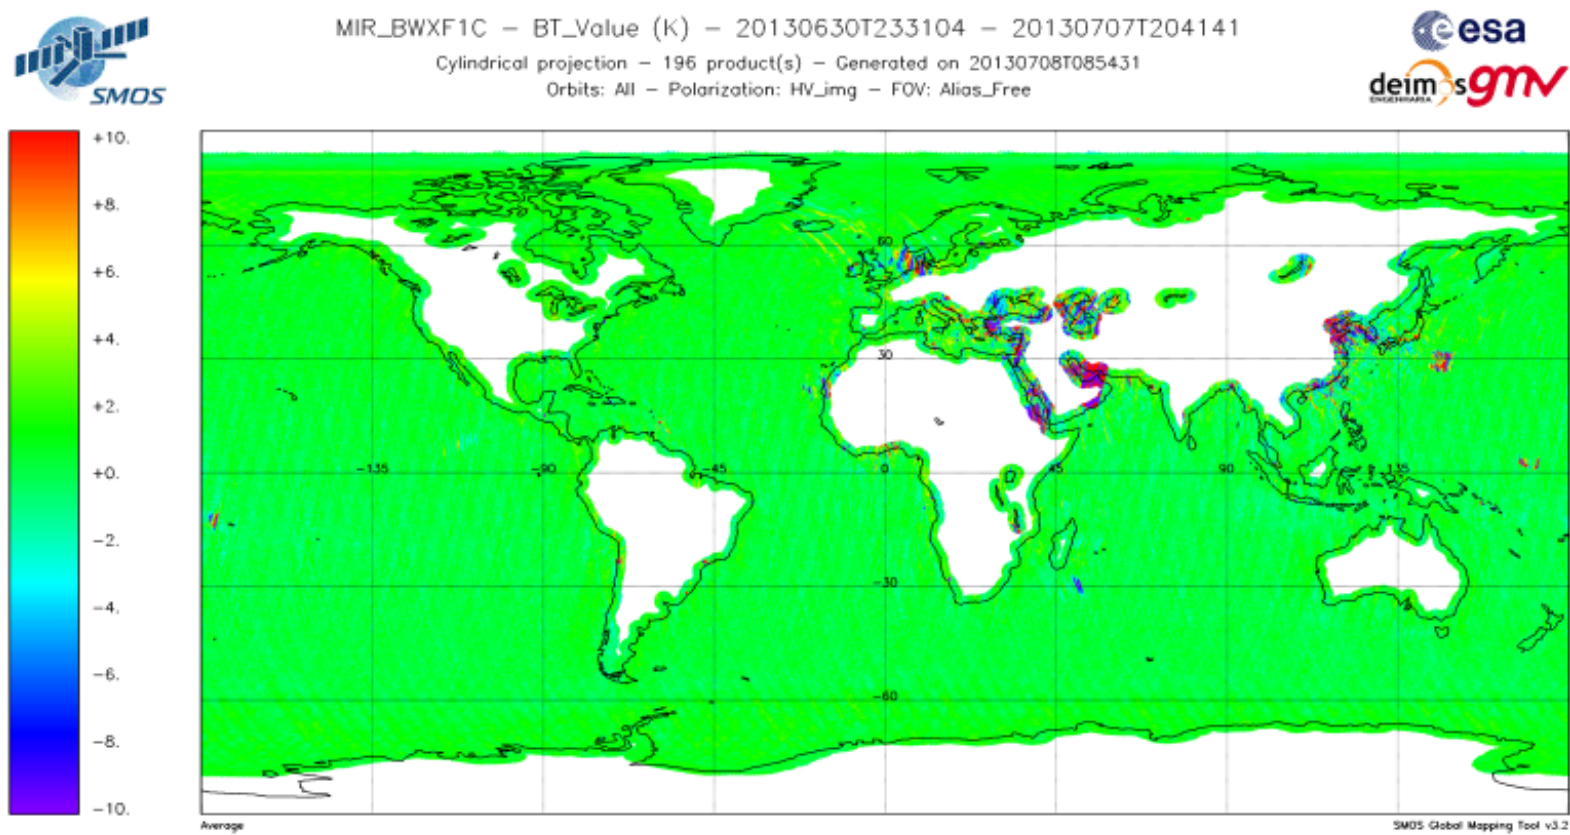 MIR_BWXF1C - BT_Value (K) - 20130630T233104 - 20130707T204141
Cylindrical projection - 196 product(s) - Generated on 20130708T085431
Orbits: All - Polarization: HV_img - FOV: Alias_Free
SMOS
esa
deimos
ENGENHARIA
gmv
+10.
+8.
+6.
+4.
+2.
+0.
-2.
-4.
-6.
-8.
-10.
60
30
-135
-90
-45
0
45
90
135
-30
-60
Average
SMOS Global Mapping Tool v3.2